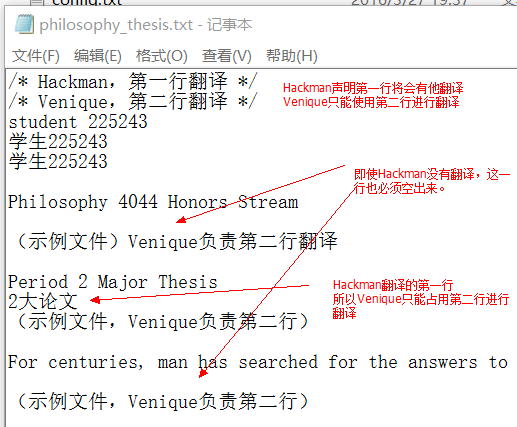 config.txt
2016/3/27 19:37
philosophy_thesis.txt - 记事本
文件(F) 编辑(E) 格式(O) 查看(V) 帮助(H)
/* Hackman，第一行翻译 */
/* Venique，第二行翻译 */
Hackman声明第一行将会有他翻译
Venique只能使用第二行进行翻译
student 225243
学生225243
学生225243
即使Hackman没有翻译，这一
行也必须空出来。
Philosophy 4044 Honors Stream
（示例文件）Venique负责第二行翻译
Period 2 Major Thesis
2大论文
（示例文件，Venique负责第二行）
Hackman翻译的第一行
所以Venique只能占用第二行进行
翻译
For centuries, man has searched for the answers to
（示例文件，Venique负责第二行）